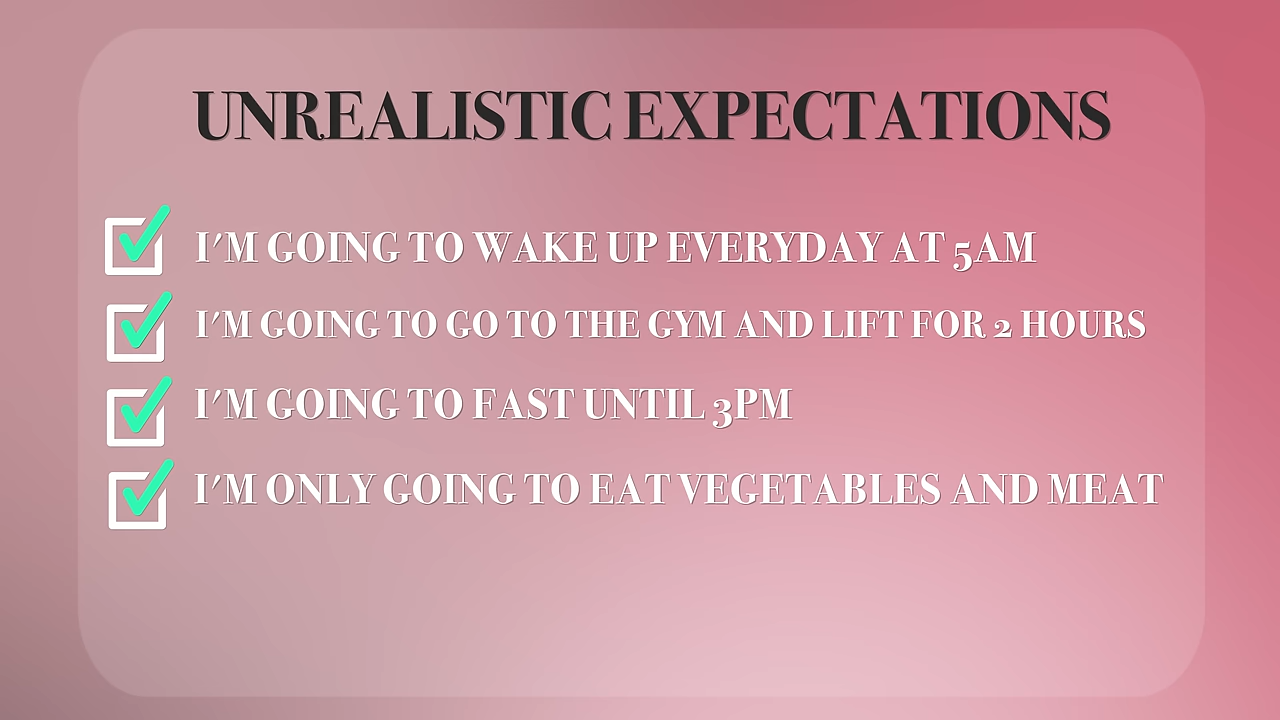 UNREALISTIC EXPECTATIONS
I'M GOING TO WAKE UP EVERYDAY AT 5AM
I'M GOING TO GO TO THE GYM AND LIFT FOR 2 HOURS
I'M GOING TO FAST UNTIL 3PM
I'M ONLY GOING TO EAT VEGETABLES AND MEAT